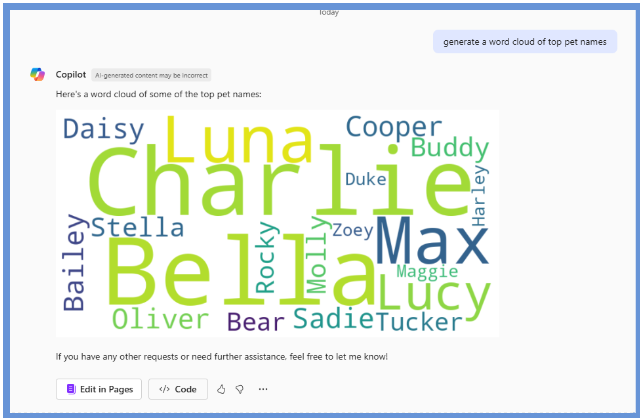 Today
generate a word cloud of top pet names
Copilot AI-generated content may be incorrect
Here's a word cloud of some of the top pet names:
Daisy
Luna
Cooper
Buddy
Charlie
Duke
Harley
Bailey
Stella
Rocky
Molly
Zoey
Max
Bella
Maggie
Lucy
Oliver
Bear
Sadie
Tucker
If you have any other requests or need further assistance, feel free to let me know!
Edit in Pages
</> Code